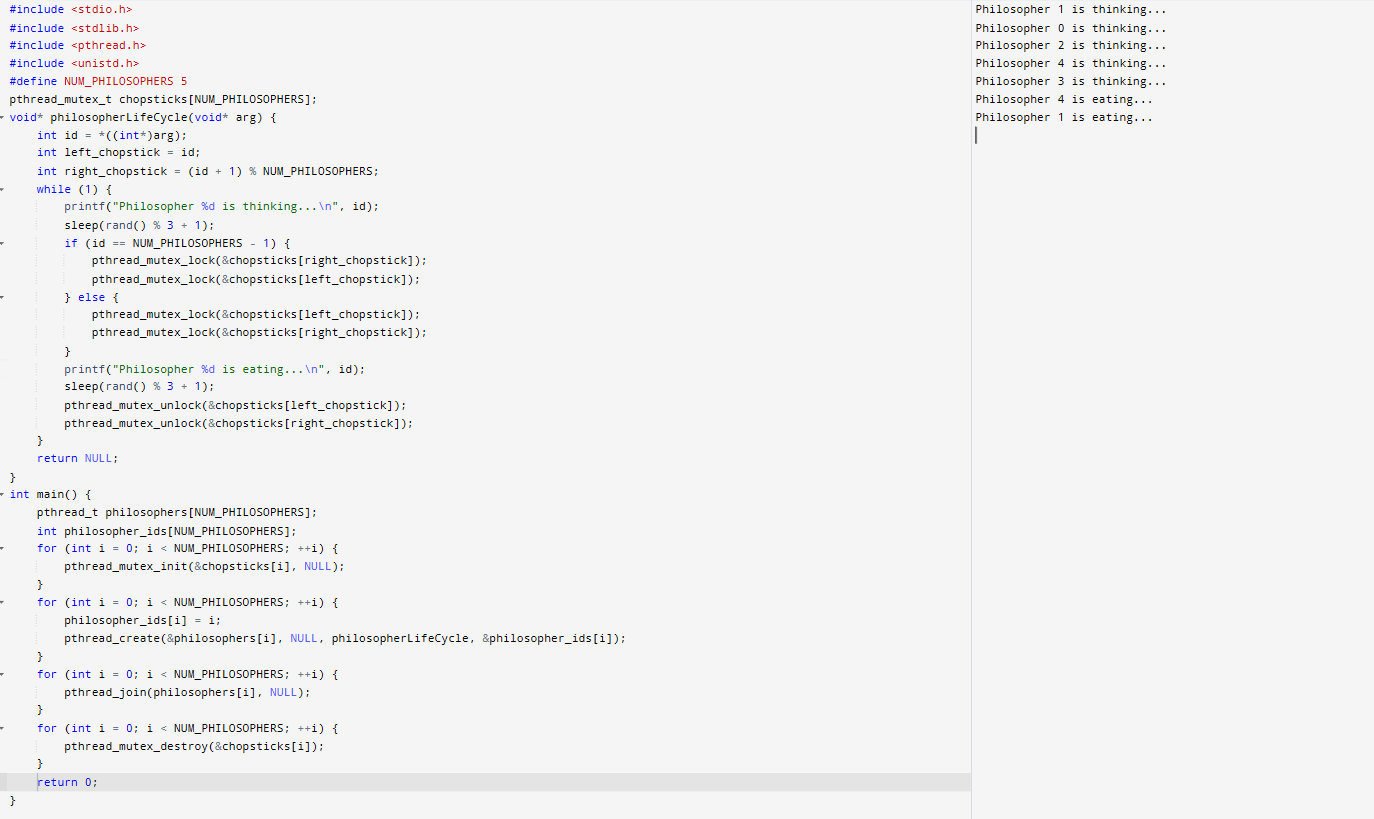 #include <stdio.h>
#include <stdlib.h>
#include <pthread.h>
#include <unistd.h>
#define NUM_PHILOSOPHERS 5
pthread_mutex_t chopsticks[NUM_PHILOSOPHERS];
void* philosopherLifeCycle(void* arg) {
    int id = *((int*)arg);
    int left_chopstick = id;
    int right_chopstick = (id + 1) % NUM_PHILOSOPHERS;
    while (1) {
        printf("Philosopher %d is thinking...\n", id);
        sleep(rand() % 3 + 1);
        if (id == NUM_PHILOSOPHERS - 1) {
            pthread_mutex_lock(&chopsticks[right_chopstick]);
            pthread_mutex_lock(&chopsticks[left_chopstick]);
        } else {
            pthread_mutex_lock(&chopsticks[left_chopstick]);
            pthread_mutex_lock(&chopsticks[right_chopstick]);
        }
        printf("Philosopher %d is eating...\n", id);
        sleep(rand() % 3 + 1);
        pthread_mutex_unlock(&chopsticks[left_chopstick]);
        pthread_mutex_unlock(&chopsticks[right_chopstick]);
    }
    return NULL;
}
int main() {
    pthread_t philosophers[NUM_PHILOSOPHERS];
    int philosopher_ids[NUM_PHILOSOPHERS];
    for (int i = 0; i < NUM_PHILOSOPHERS; ++i) {
        pthread_mutex_init(&chopsticks[i], NULL);
    }
    for (int i = 0; i < NUM_PHILOSOPHERS; ++i) {
        philosopher_ids[i] = i;
        pthread_create(&philosophers[i], NULL, philosopherLifeCycle, &philosopher_ids[i]);
    }
    for (int i = 0; i < NUM_PHILOSOPHERS; ++i) {
        pthread_join(philosophers[i], NULL);
    }
    for (int i = 0; i < NUM_PHILOSOPHERS; ++i) {
        pthread_mutex_destroy(&chopsticks[i]);
    }
    return 0;
}
Philosopher 1 is thinking...
Philosopher 0 is thinking...
Philosopher 2 is thinking...
Philosopher 4 is thinking...
Philosopher 3 is thinking...
Philosopher 4 is eating...
Philosopher 1 is eating...